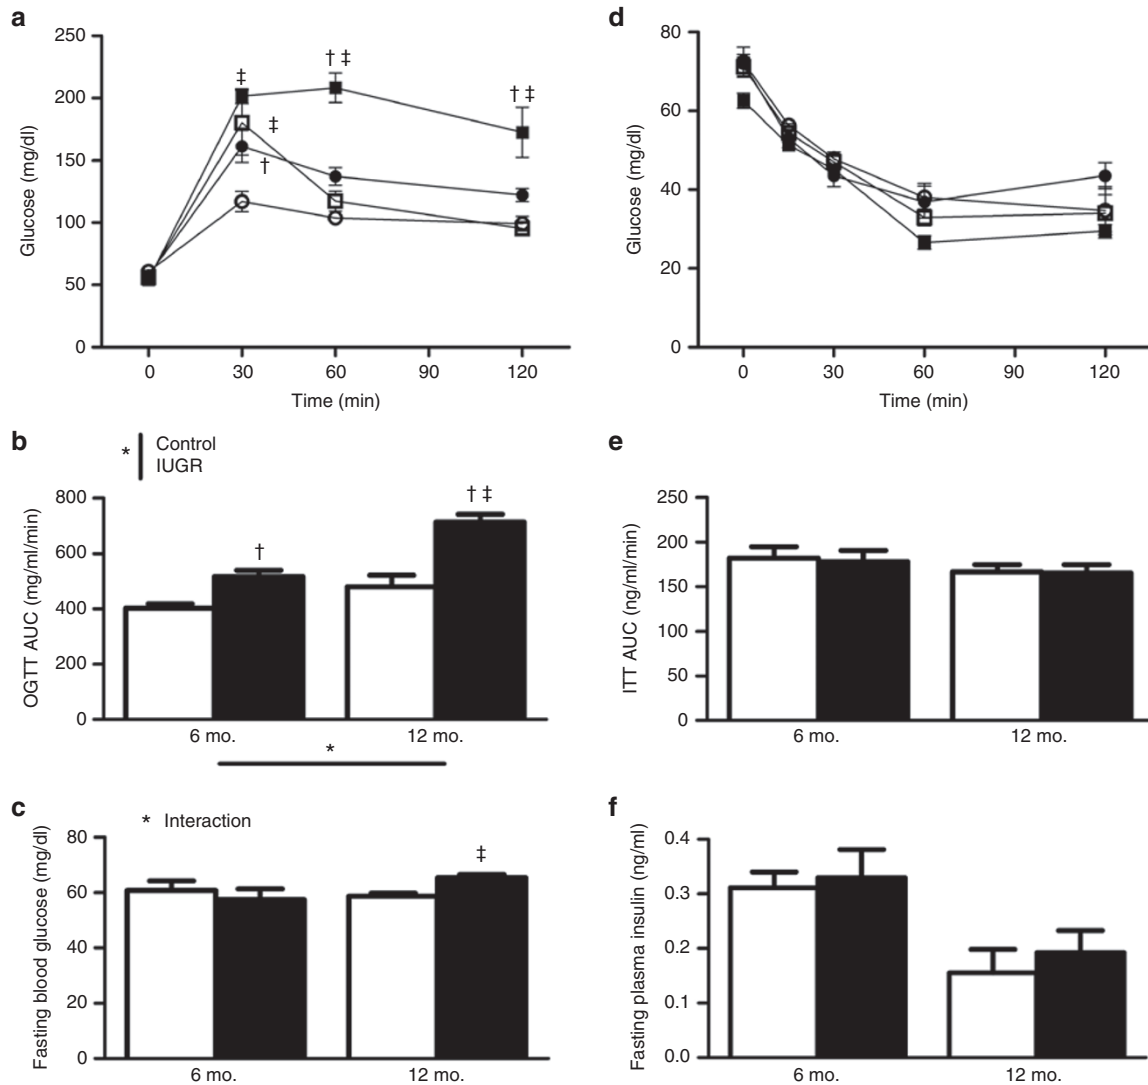 a
250
200
150
100
50
0
Glucose (mg/dl)
‡
† ‡
† ‡
‡
†
0 30 60 90 120
Time (min)
d
80
60
40
20
0
Glucose (mg/dl)
0 30 60 90 120
Time (min)
b
* Control
IUGR
800
600
400
200
0
OGTT AUC (mg/ml/min)
†
† ‡
6 mo. 12 mo.
*
e
250
200
150
100
50
0
ITT AUC (ng/ml/min)
6 mo. 12 mo.
c
* Interaction
80
60
40
20
0
Fasting blood glucose (mg/dl)
‡
6 mo. 12 mo.
f
0.4
0.3
0.2
0.1
0.0
Fasting plasma insulin (ng/ml)
6 mo. 12 mo.